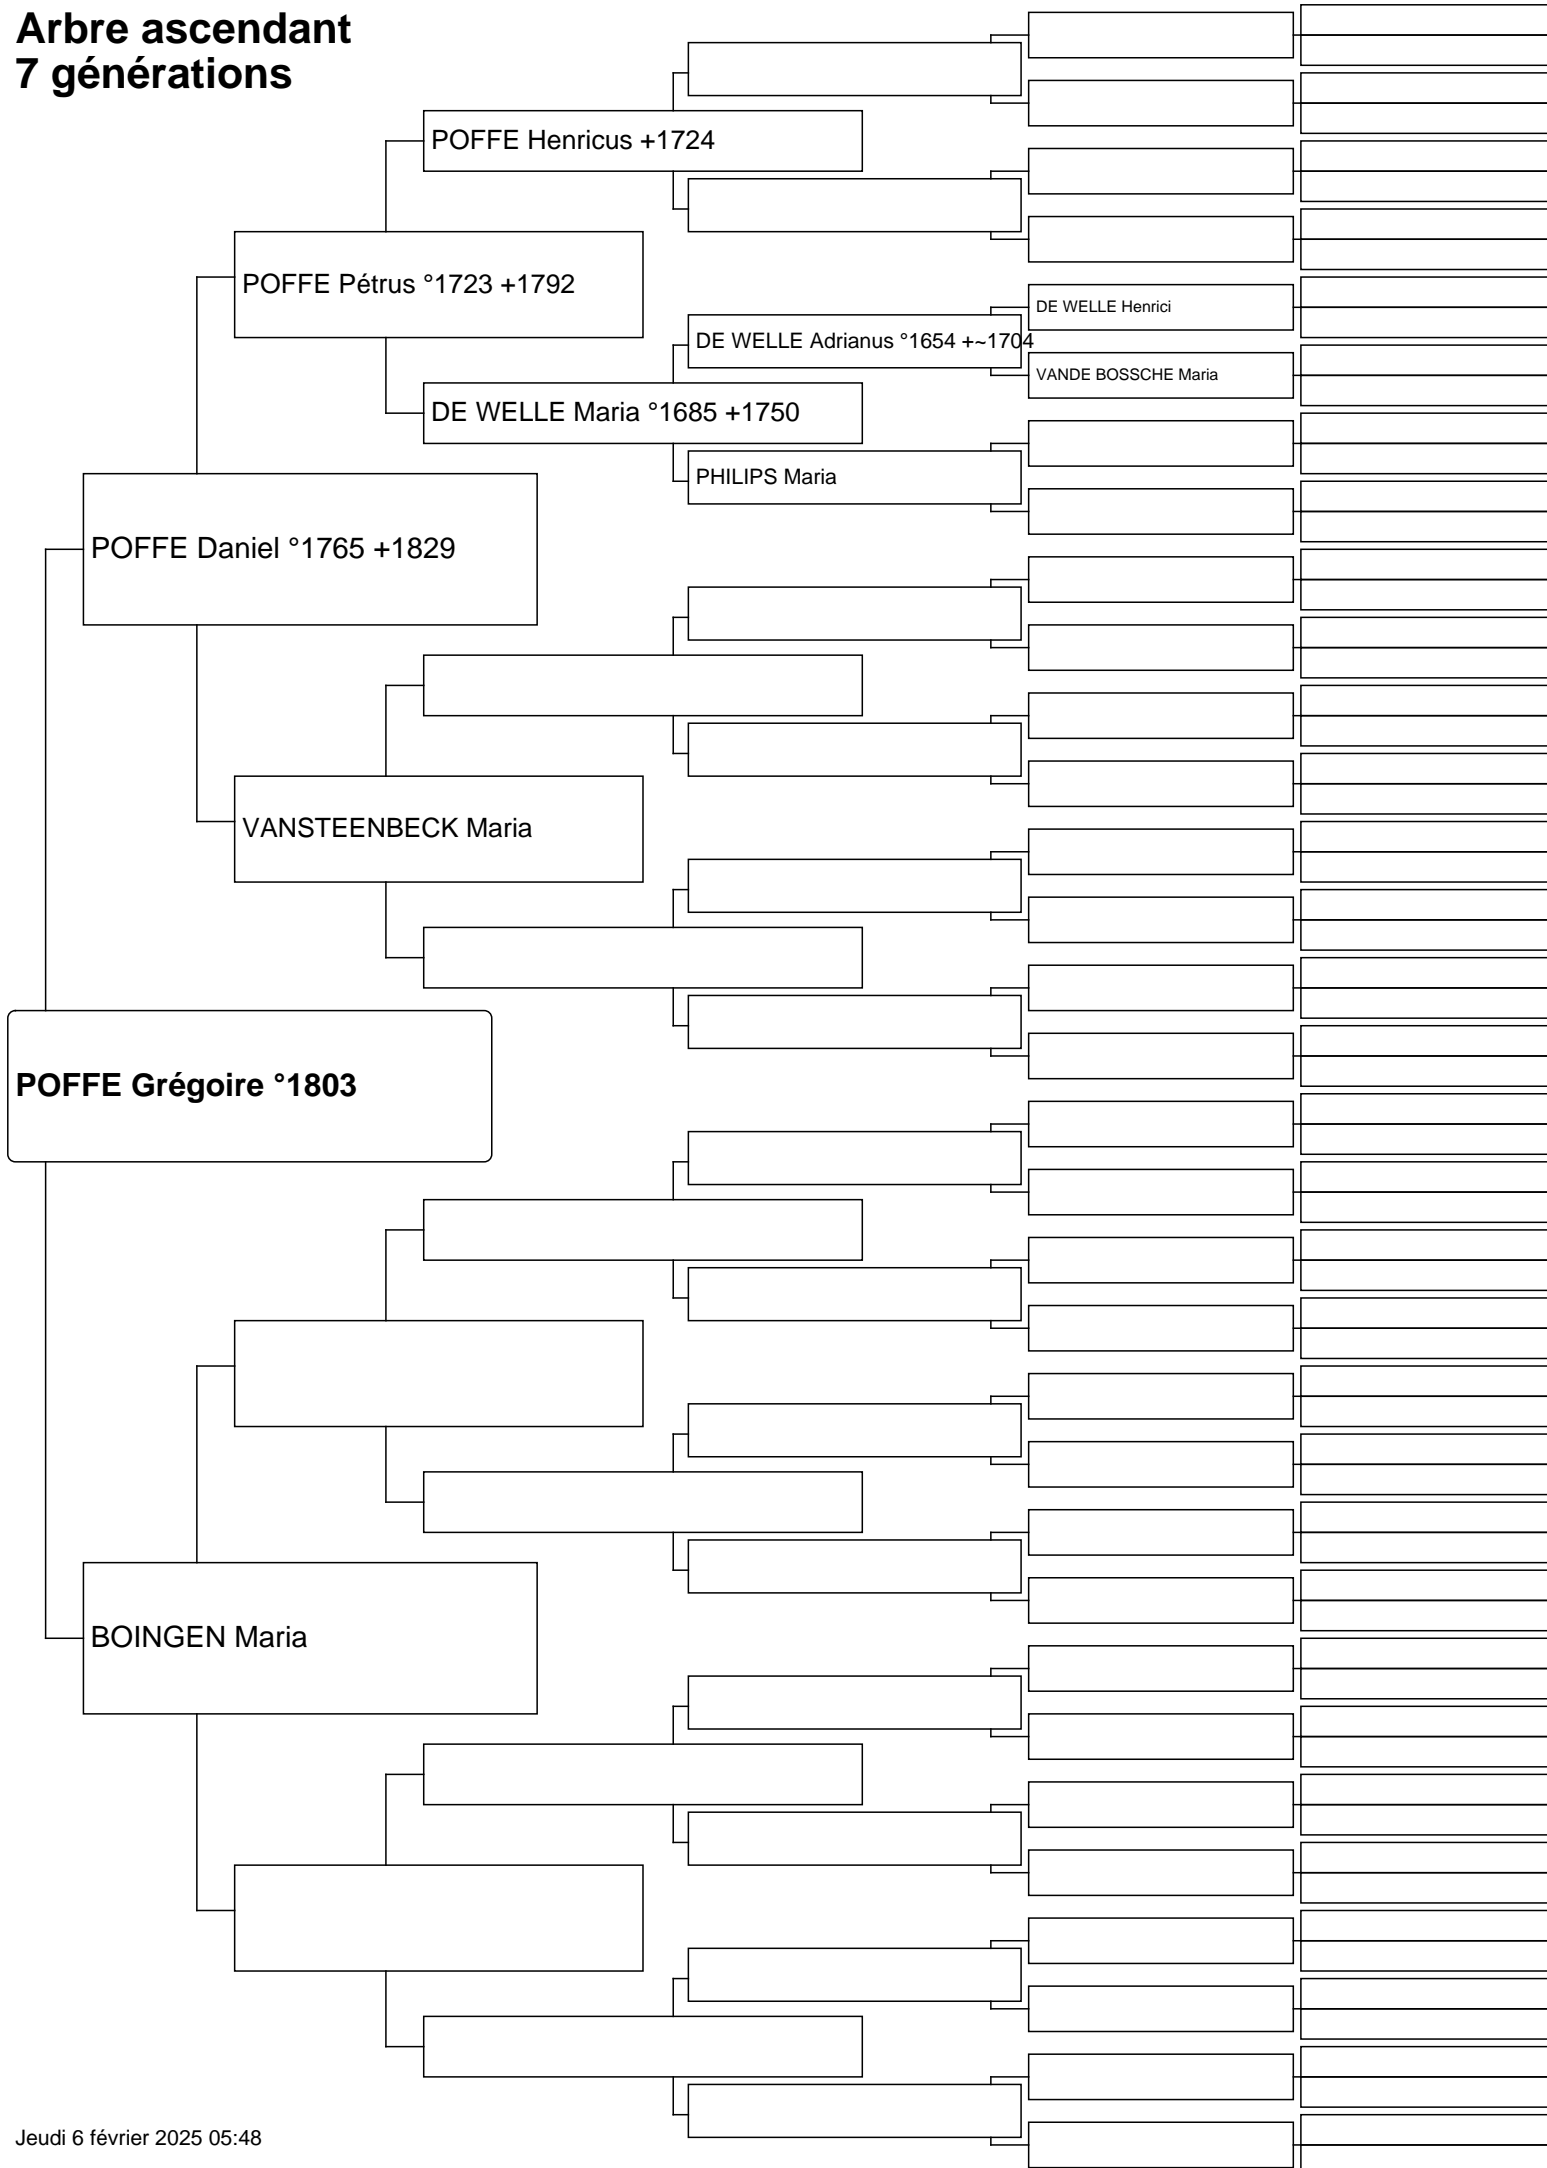 Arbre ascendant
7 générations
POFFE Henricus +1724
POFFE Pétrus °1723 +1792
DE WELLE Henrici
DE WELLE Adrianus °1654 +~1704
VANDE BOSSCHE Maria
DE WELLE Maria °1685 +1750
PHILIPS Maria
POFFE Daniel °1765 +1829
VANSTEENBECK Maria
POFFE Grégoire °1803
BOINGEN Maria
Jeudi 6 février 2025 05:48